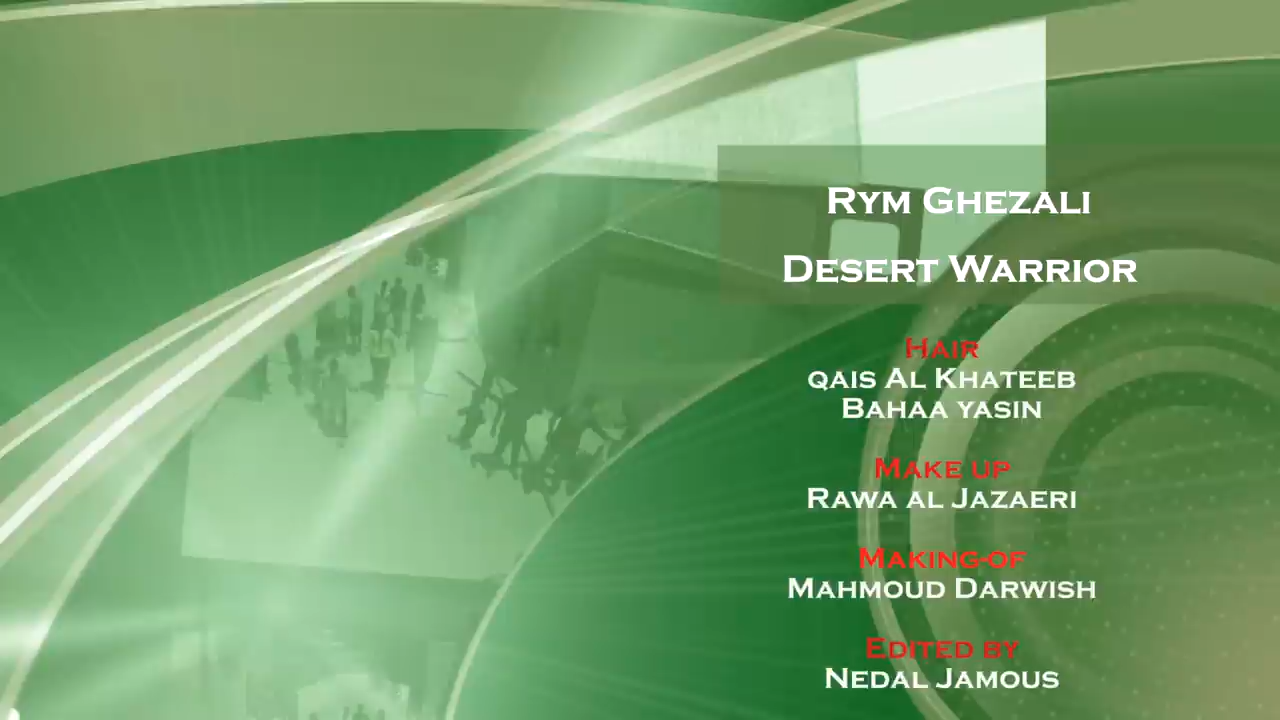 Rym Ghezali
Desert Warrior
Hair
qais Al Khateeb
Bahaa yasin
Make up
Rawa al Jazaeri
Making-of
Mahmoud Darwish
Edited by
Nedal Jamous